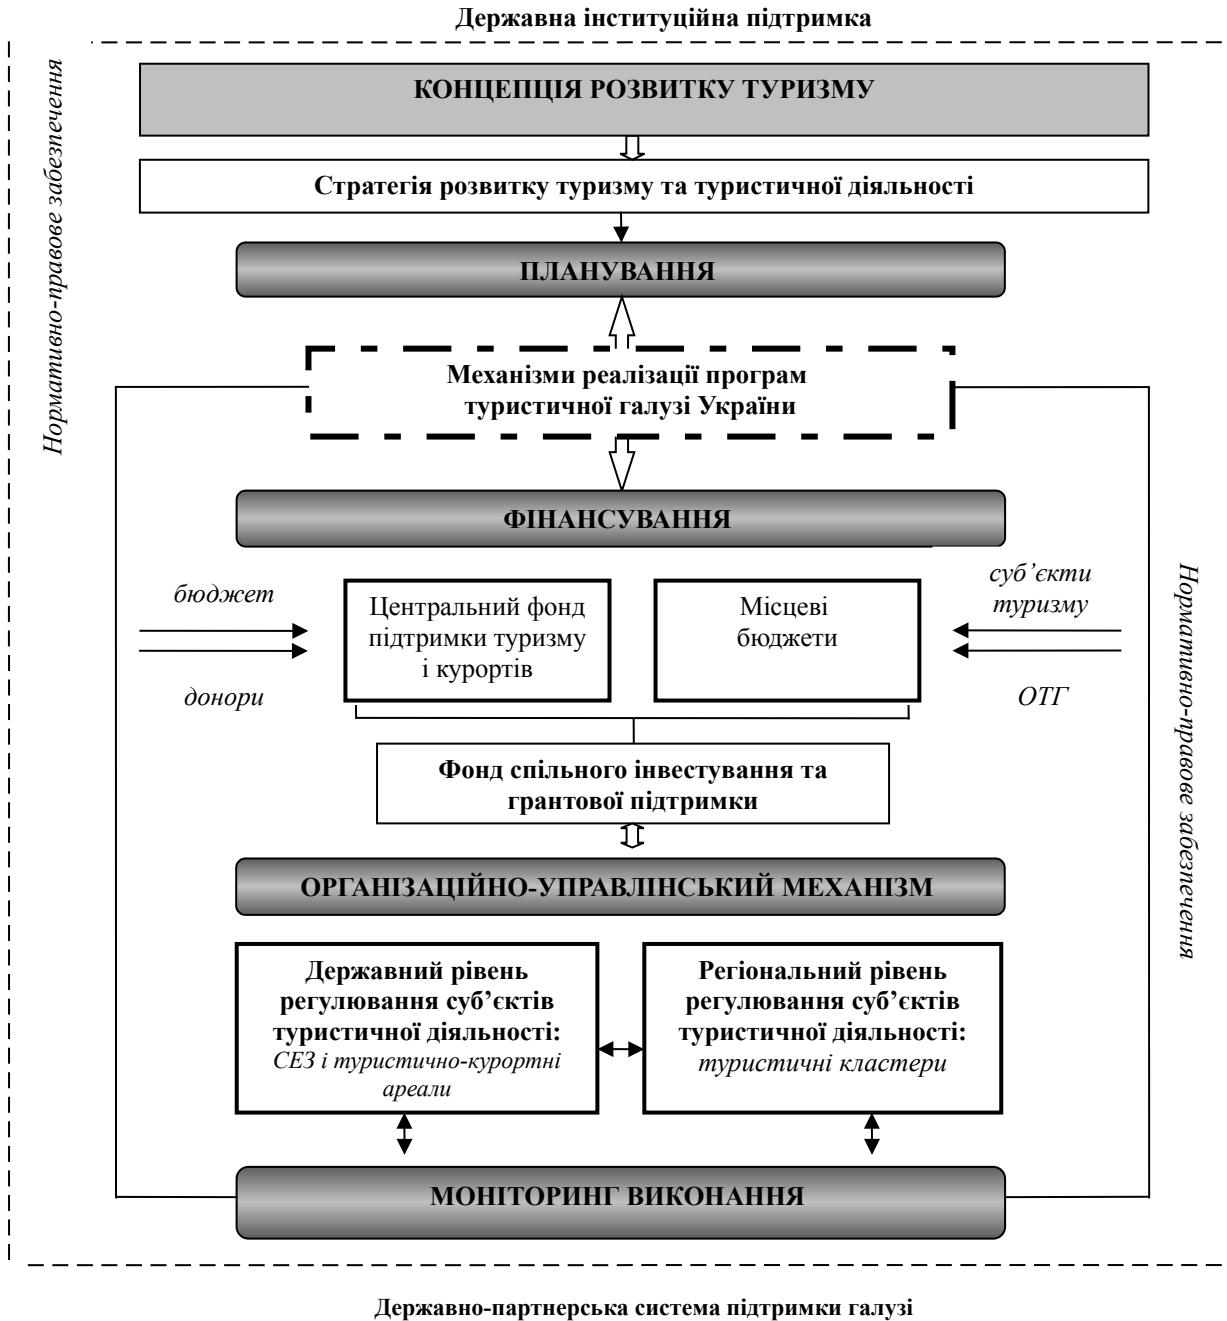 Державна інституційна підтримка
Нормативно-правове забезпечення
КОНЦЕПЦІЯ РОЗВИТКУ ТУРИЗМУ
Стратегія розвитку туризму та туристичної діяльності
ПЛАНУВАННЯ
Механізми реалізації програм
туристичної галузі України
ФІНАНСУВАННЯ
бюджет
донори
Центральний фонд
підтримки туризму
і курортів
Місцеві
бюджети
суб’єкти
туризму
ОТГ
Нормативно-правове забезпечення
Фонд спільного інвестування та
грантової підтримки
ОРГАНІЗАЦІЙНО-УПРАВЛІНСЬКИЙ МЕХАНІЗМ
Державний рівень
регулювання суб’єктів
туристичної діяльності:
СЕЗ і туристично-курортні
ареали
Регіональний рівень
регулювання суб’єктів
туристичної діяльності:
туристичні кластери
МОНІТОРИНГ ВИКОНАННЯ
Державно-партнерська система підтримки галузі